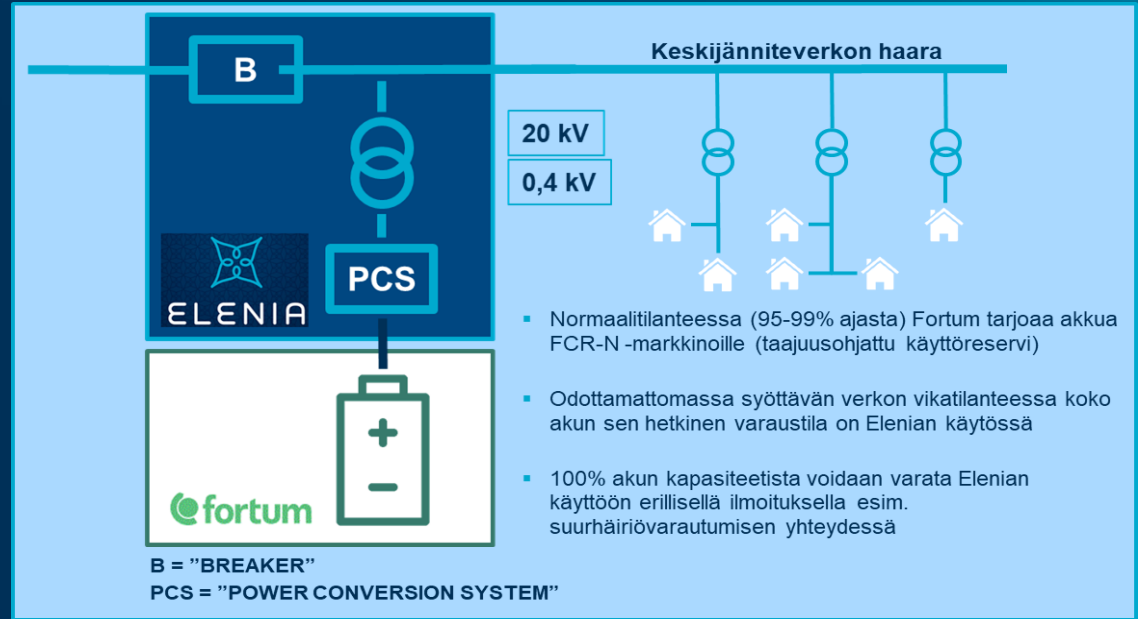 B
Keskijänniteverkon haara
20 kV
0,4 kV
PCS
ELENIA
▪ Normaalitilanteessa (95-99% ajasta) Fortum tarjoaa akkua
FCR-N -markkinoille (taajuusohjattu käyttöreservi)
▪ Odottamattomassa syöttävän verkon vikatilanteessa koko
akun sen hetkinen varaustila on Elenian käytössä
▪ 100% akun kapasiteetista voidaan varata Elenian
käyttöön erillisellä ilmoituksella esim.
suurhäiriövarautumisen yhteydessä
+
−
fortum
B = ”BREAKER”
PCS = ”POWER CONVERSION SYSTEM”